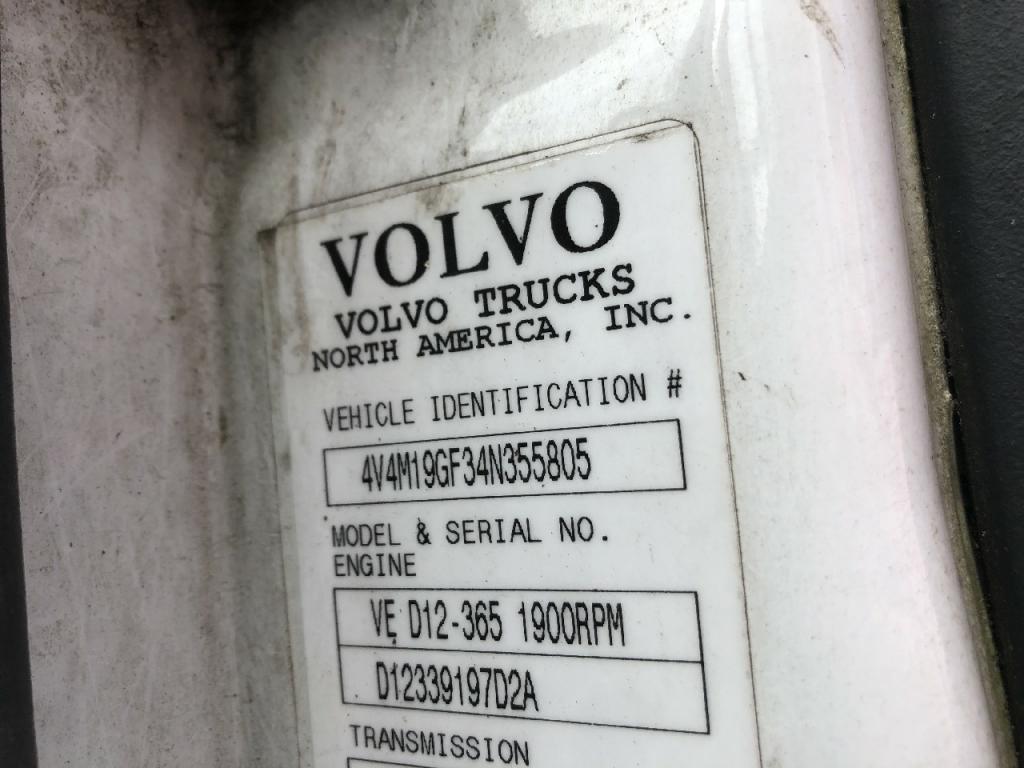 VOLVO
VOLVO TRUCKS
NORTH AMERICA, INC.
VEHICLE IDENTIFICATION #
4V4M19GF34N355805
MODEL & SERIAL NO.
ENGINE
VE D12-365 1900RPM
D12339197D2A
TRANSMISSION